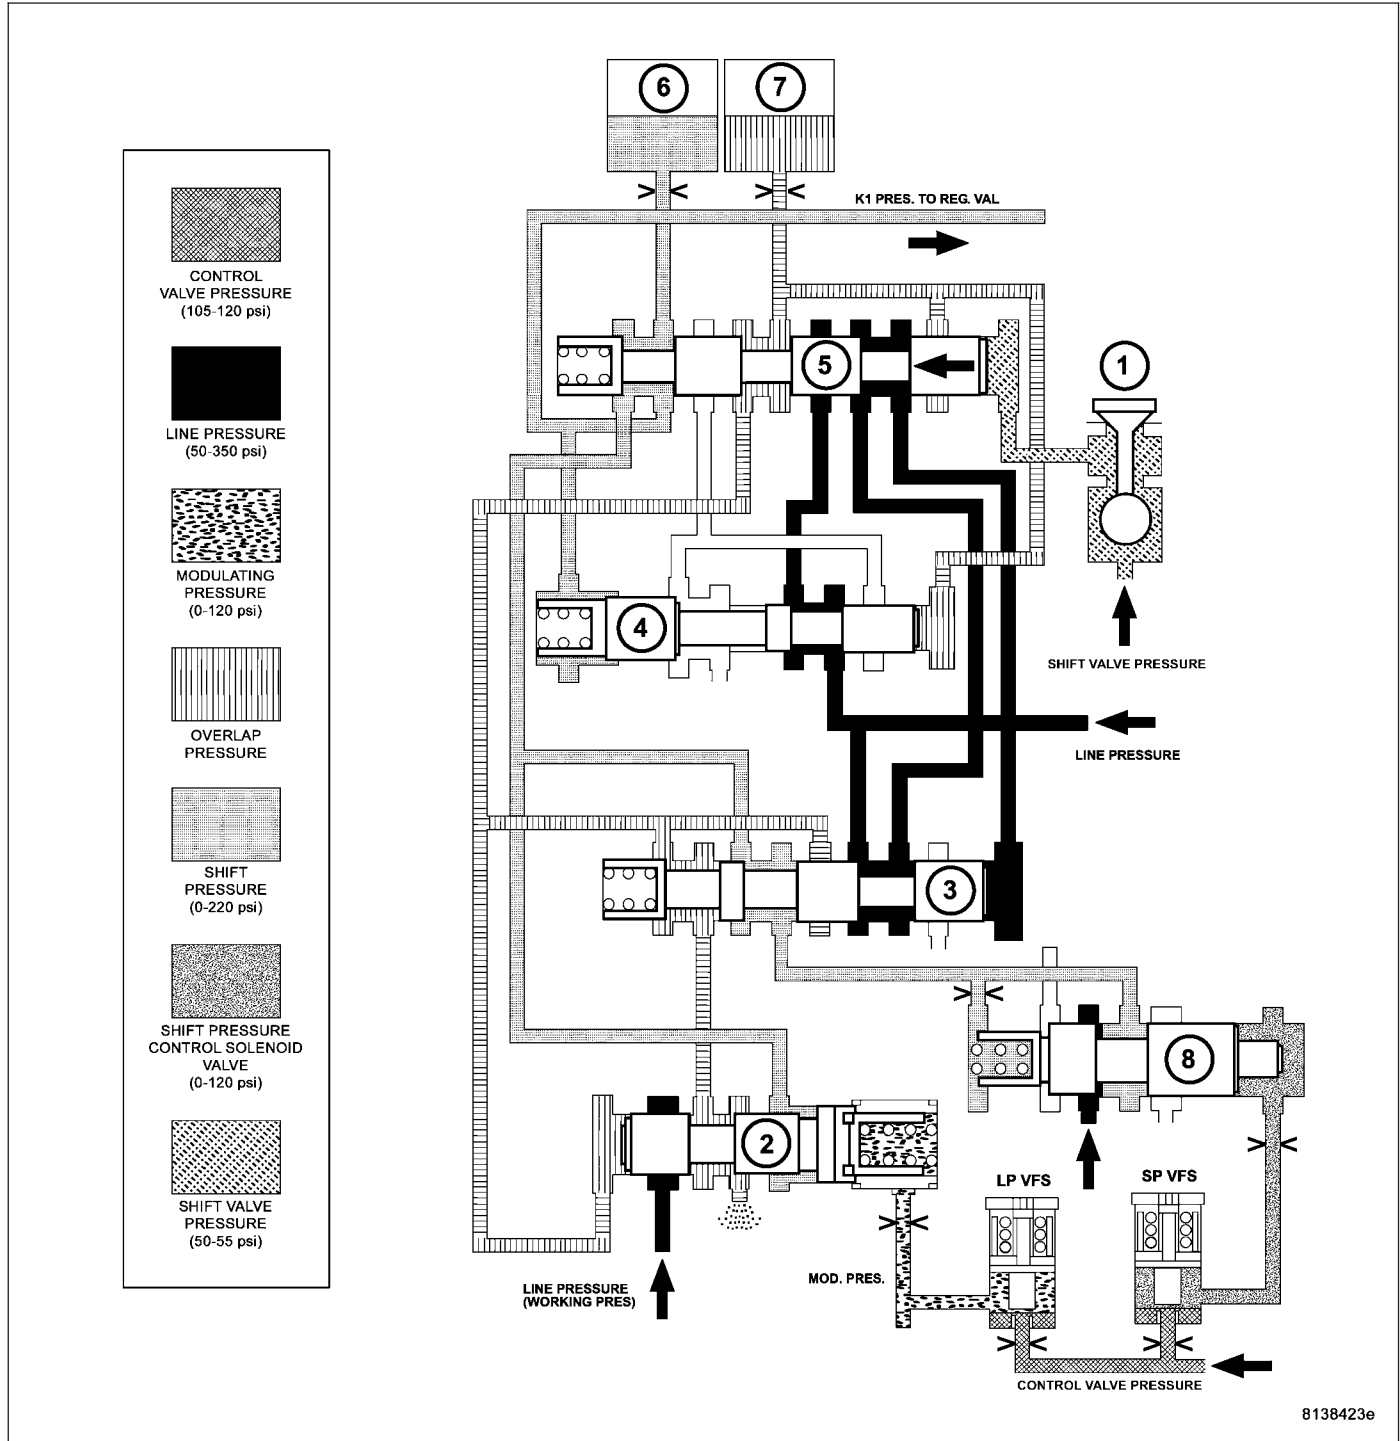 6
7
K1 PRES. TO REG. VAL
CONTROL
VALVE PRESSURE
(105-120 psi)
LINE PRESSURE
(50-350 psi)
MODULATING
PRESSURE
(0-120 psi)
OVERLAP
PRESSURE
SHIFT
PRESSURE
(0-220 psi)
SHIFT PRESSURE
CONTROL SOLENOID
VALVE
(0-120 psi)
SHIFT VALVE
PRESSURE
(50-55 psi)
5
1
4
SHIFT VALVE PRESSURE
LINE PRESSURE
3
8
2
LP VFS
SP VFS
MOD. PRES.
LINE PRESSURE
(WORKING PRES)
CONTROL VALVE PRESSURE
8138423e